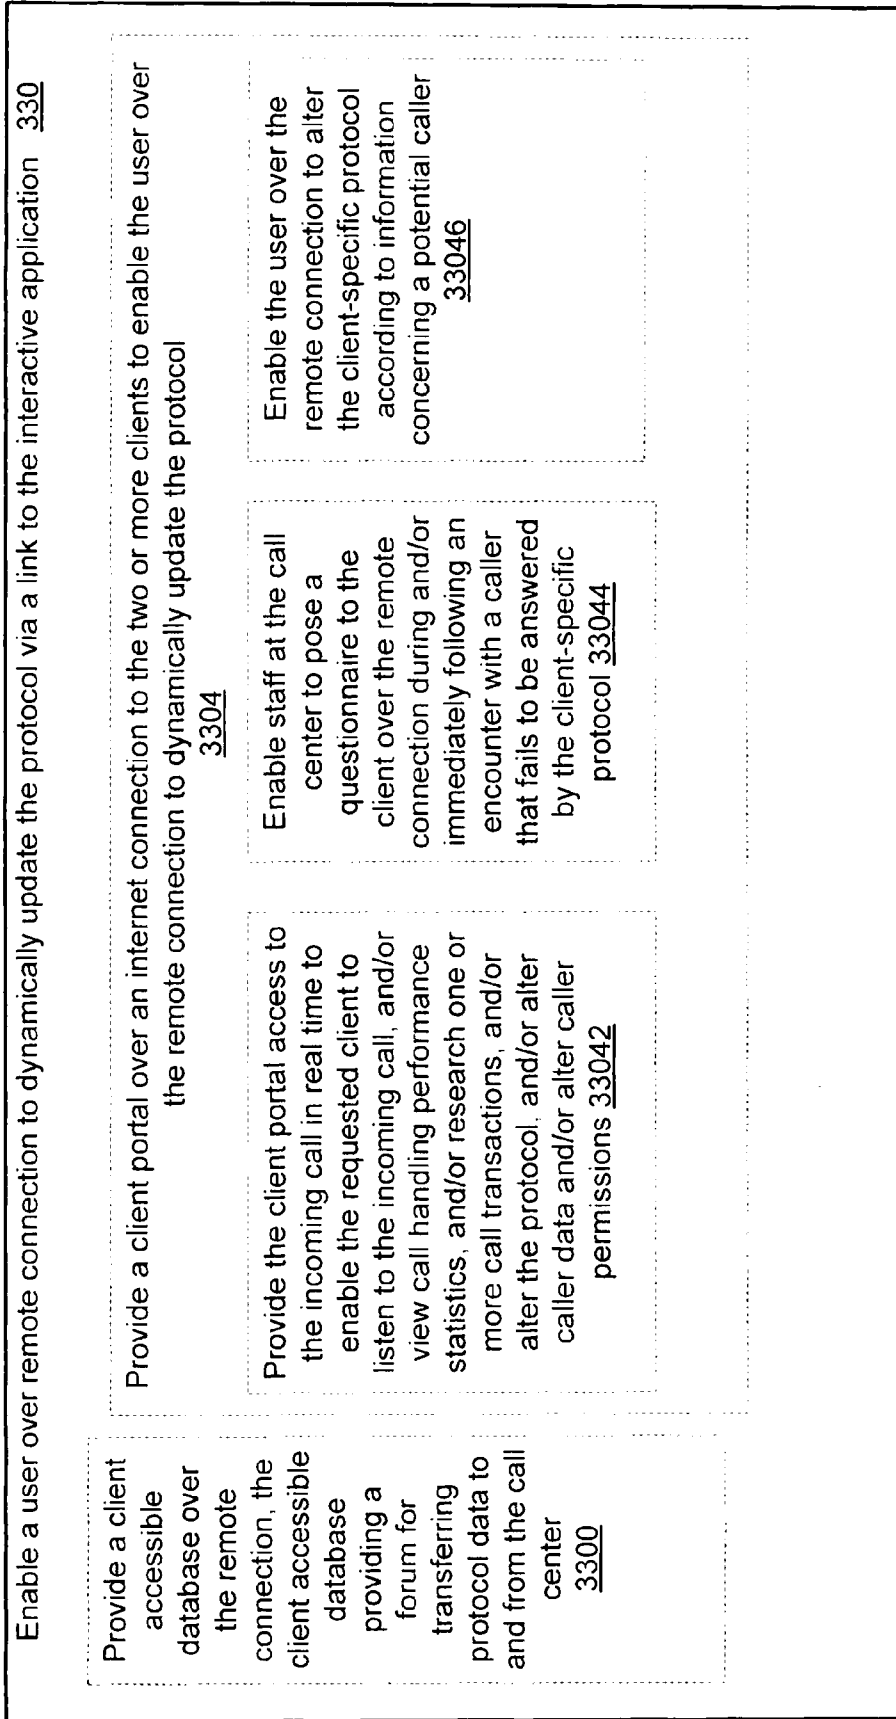 Enable a user over remote connection to dynamically update the protocol via a link to the interactive application 330
Provide a client
accessible
database over
the remote
connection, the
client accessible
database
providing a
forum for
transferring
protocol data to
and from the call
center
3300
Provide a client portal over an internet connection to the two or more clients to enable the user over
the remote connection to dynamically update the protocol
3304
Provide the client portal access to
the incoming call in real time to
enable the requested client to
listen to the incoming call, and/or
view call handling performance
statistics, and/or research one or
more call transactions, and/or
alter the protocol, and/or alter
caller data and/or alter caller
permissions 33042
Enable staff at the call
center to pose a
questionnaire to the
client over the remote
connection during and/or
immediately following an
encounter with a caller
that fails to be answered
by the client-specific
protocol 33044
Enable the user over the
remote connection to alter
the client-specific protocol
according to information
concerning a potential caller
33046